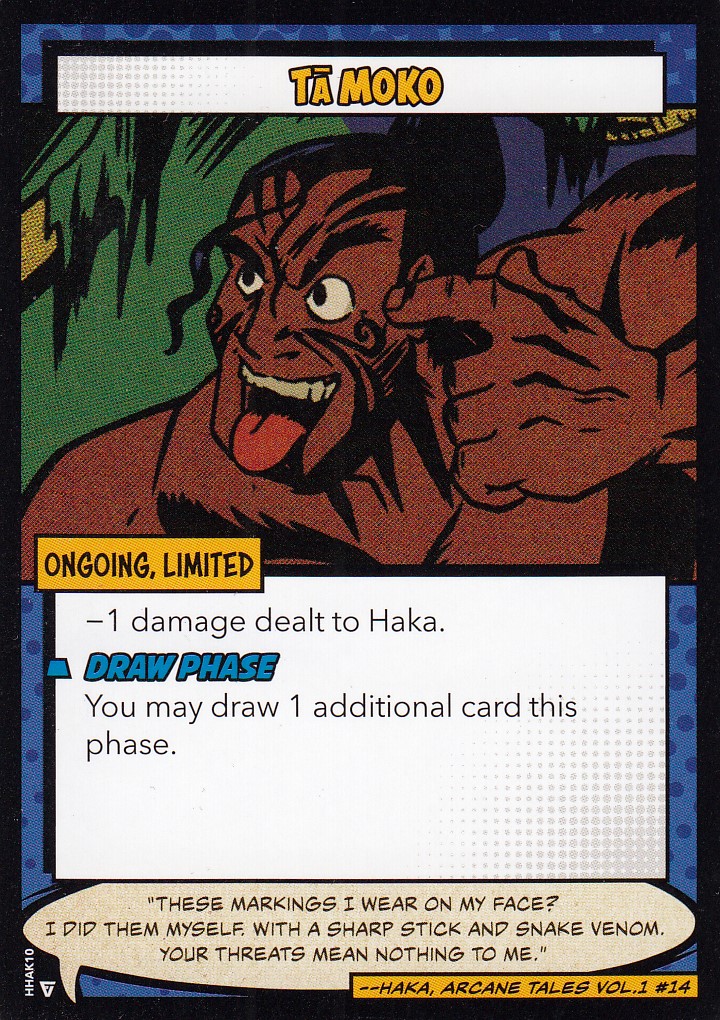 TĀ MOKO
ONGOING, LIMITED
−1 damage dealt to Haka.
DRAW PHASE
You may draw 1 additional card this
phase.
"THESE MARKINGS I WEAR ON MY FACE?
I DID THEM MYSELF. WITH A SHARP STICK AND SNAKE VENOM.
YOUR THREATS MEAN NOTHING TO ME."
--HAKA, ARCANE TALES VOL.1 #14
HHAK10